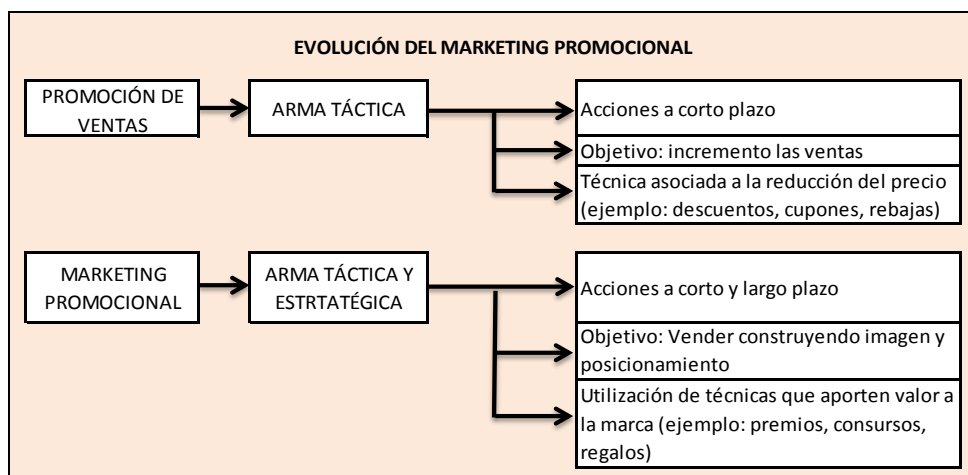 EVOLUCIÓN DEL MARKETING PROMOCIONAL
PROMOCIÓN DE
VENTAS
ARMA TÁCTICA
Acciones a corto plazo
Objetivo: incremento las ventas
Técnica asociada a la reducción del precio
(ejemplo: descuentos, cupones, rebajas)
MARKETING
PROMOCIONAL
ARMA TÁCTICA Y
ESTRTATÉGICA
Acciones a corto y largo plazo
Objetivo: Vender construyendo imagen y
posicionamiento
Utilización de técnicas que aporten valor a
la marca (ejemplo: premios, consursos,
regalos)